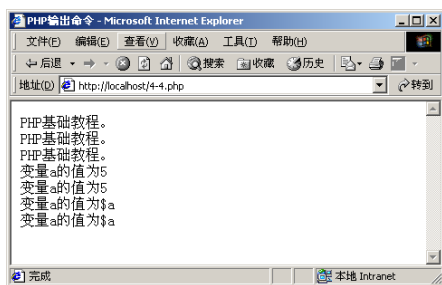 PHP输出命令 - Microsoft Internet Explorer
文件(F) 编辑(E) 查看(V) 收藏(A) 工具(T) 帮助(H)
后退 搜索 收藏 历史
地址(D) http://localhost/4-4.php 转到
PHP基础教程。
PHP基础教程。
PHP基础教程。
变量a的值为5
变量a的值为5
变量a的值为$a
变量a的值为$a
完成 本地 Intranet